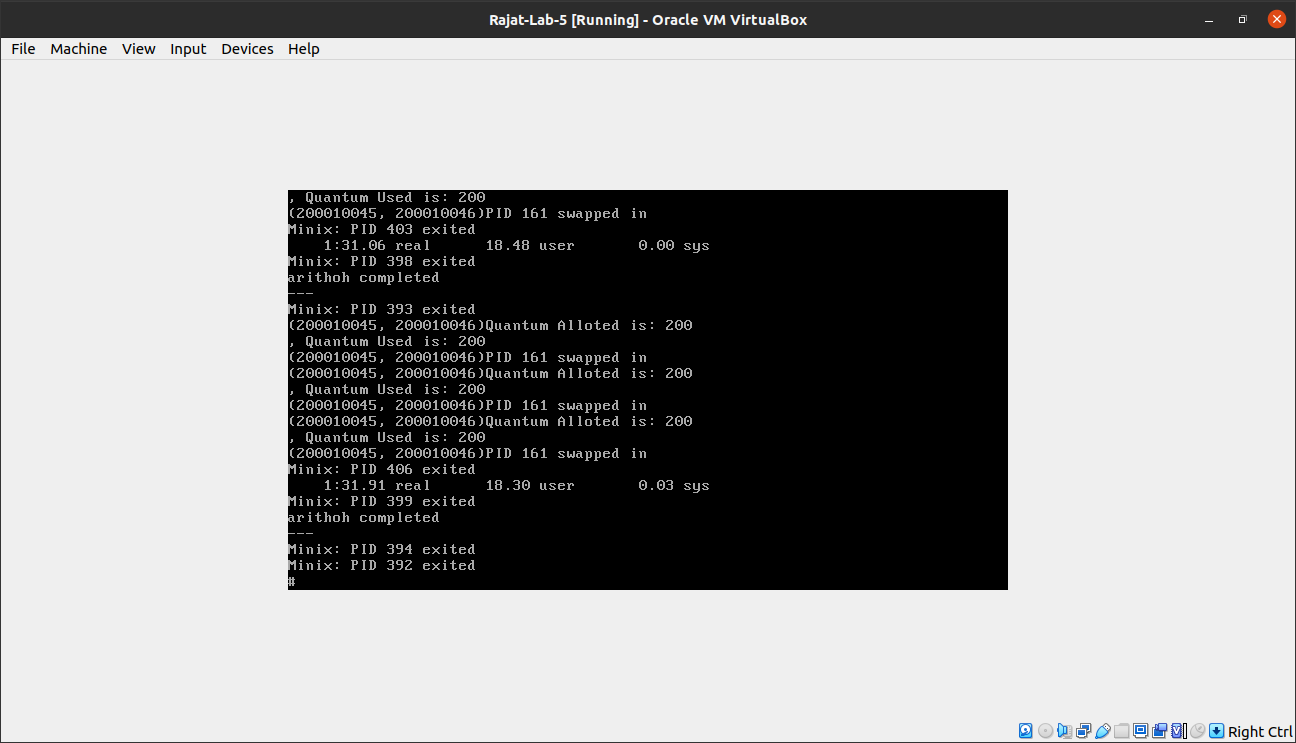 Rajat-Lab-5 [Running] - Oracle VM VirtualBox
File Machine View Input Devices Help
, Quantum Used is: 200
(200010045, 200010046)PID 161 swapped in
Minix: PID 403 exited
1:31.06 real 18.48 user 0.00 sys
Minix: PID 398 exited
arithoh completed
---
Minix: PID 393 exited
(200010045, 200010046)Quantum Alloted is: 200
, Quantum Used is: 200
(200010045, 200010046)PID 161 swapped in
(200010045, 200010046)Quantum Alloted is: 200
, Quantum Used is: 200
(200010045, 200010046)PID 161 swapped in
(200010045, 200010046)Quantum Alloted is: 200
, Quantum Used is: 200
(200010045, 200010046)PID 161 swapped in
Minix: PID 406 exited
1:31.91 real 18.30 user 0.03 sys
Minix: PID 399 exited
arithoh completed
---
Minix: PID 394 exited
Minix: PID 392 exited
#
Right Ctrl